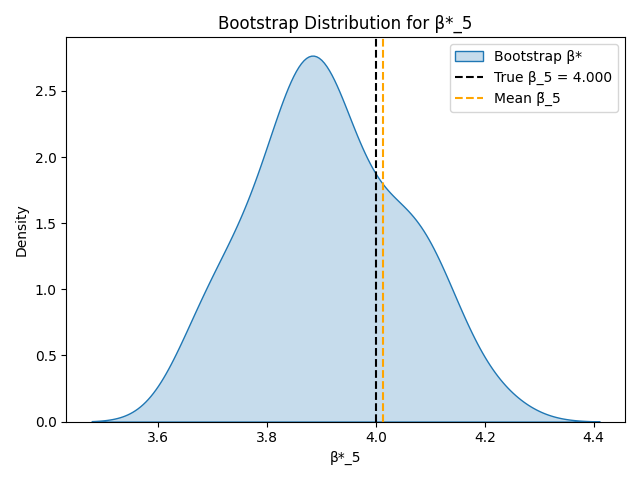 Bootstrap Distribution for β*_5
Bootstrap β*
True β_5 = 4.000
Mean β̂_5
Density
2.5
2.0
1.5
1.0
0.5
0.0
3.6 3.8 4.0 4.2 4.4
β*_5